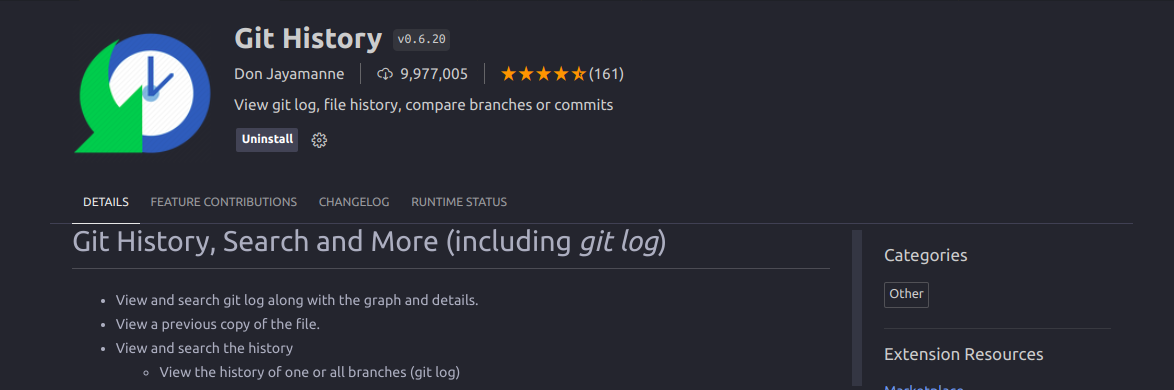 Git History v0.6.20
Don Jayamanne 9,977,005 (161)
View git log, file history, compare branches or commits
Uninstall
DETAILS FEATURE CONTRIBUTIONS CHANGELOG RUNTIME STATUS
Git History, Search and More (including git log)
• View and search git log along with the graph and details.
• View a previous copy of the file.
• View and search the history
◦ View the history of one or all branches (git log)
Categories
Other
Extension Resources
Marketplace